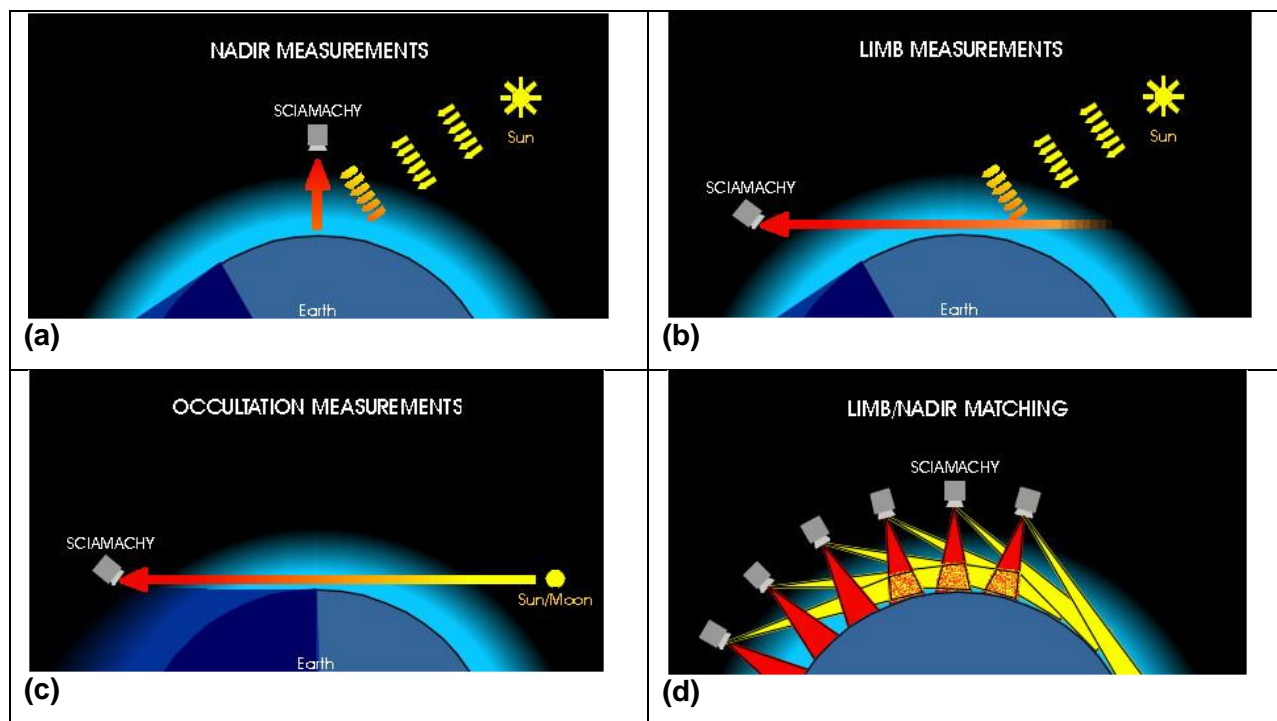 NADIR MEASUREMENTS
SCIAMACHY
Sun
Earth
(a)
LIMB MEASUREMENTS
SCIAMACHY
Sun
Earth
(b)
OCCULTATION MEASUREMENTS
SCIAMACHY
Sun/Moon
Earth
(c)
LIMB/NADIR MATCHING
SCIAMACHY
(d)